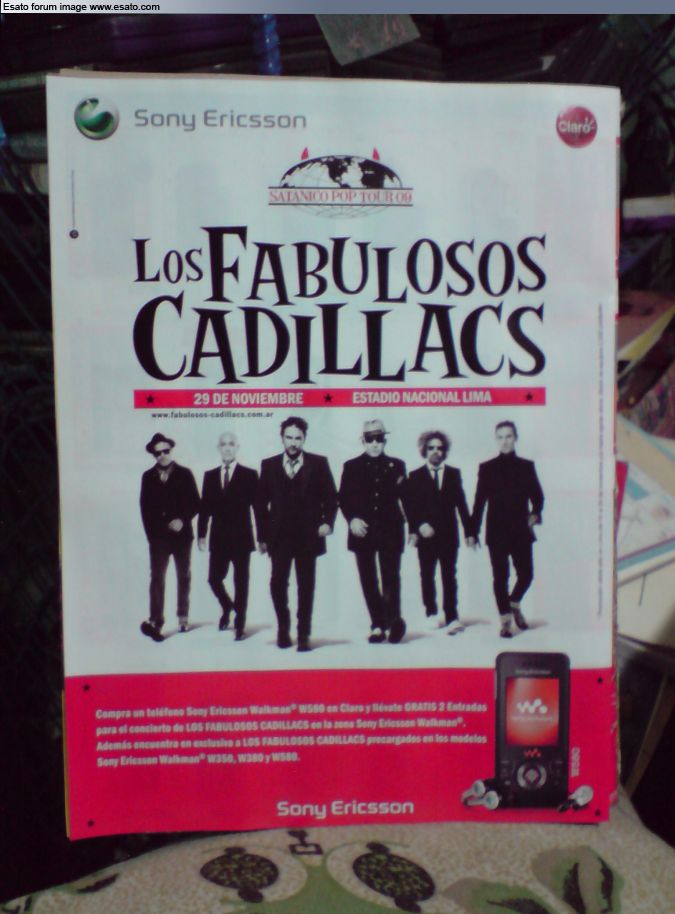 Esato forum image www.esato.com
Sony Ericsson
Claro
SATANICO POP TOUR 09
LOS FABULOSOS
CADILLACS
29 DE NOVIEMBRE ★ ESTADIO NACIONAL LIMA
www.fabulosos-cadillacs.com.ar
Compra un teléfono Sony Ericsson Walkman® W580 en Claro y llévate GRATIS 2 Entradas
para el concierto de LOS FABULOSOS CADILLACS en la zona Sony Ericsson Walkman®.
Además encuentra en exclusiva a LOS FABULOSOS CADILLACS precargados en los modelos
Sony Ericsson Walkman® W350, W380 y W580.
Sony Ericsson
W580
Sony Ericsson